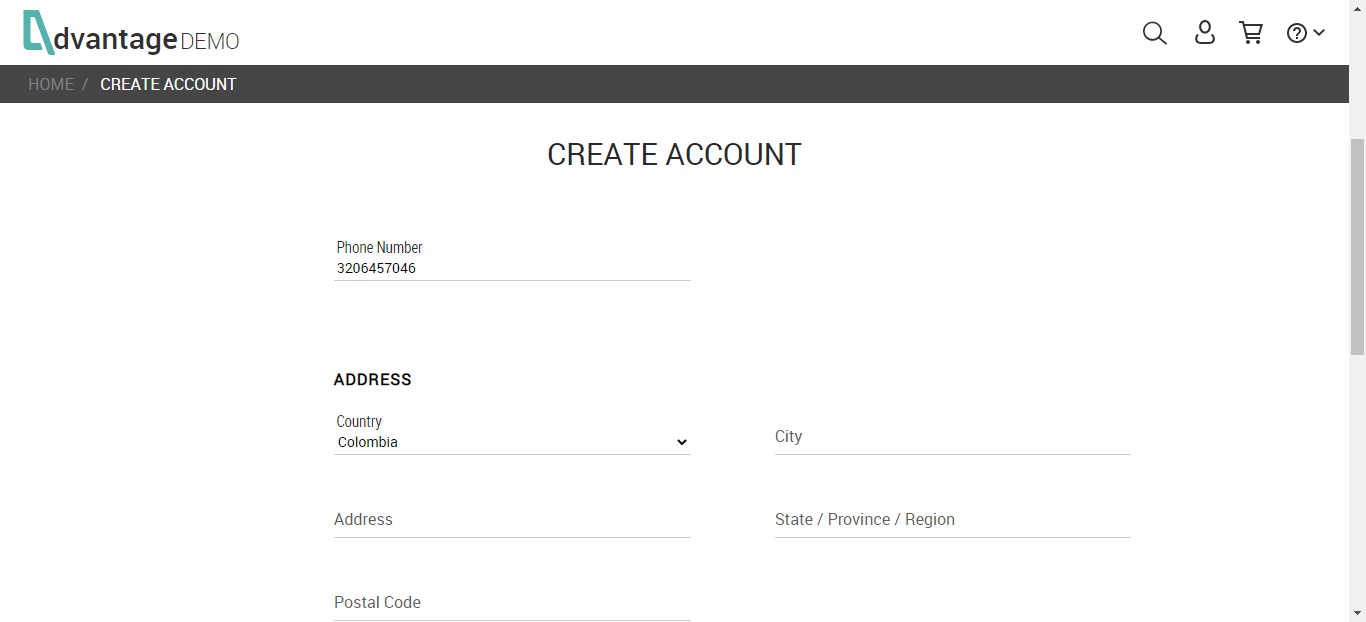 dvantage DEMO
HOME / CREATE ACCOUNT
CREATE ACCOUNT
Phone Number
3206457046
ADDRESS
Country
Colombia
City
Address
State / Province / Region
Postal Code